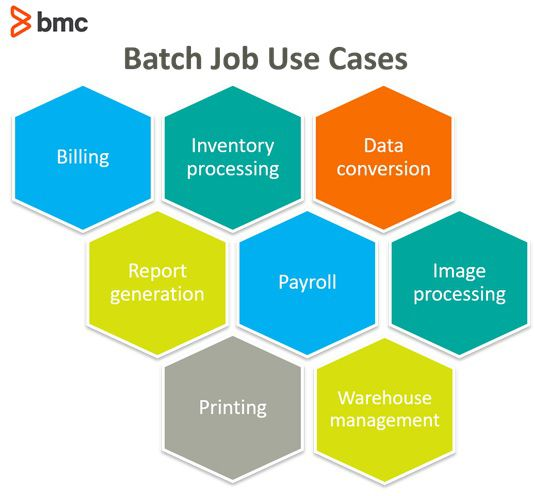 bmc
Batch Job Use Cases
Billing
Inventory
processing
Data
conversion
Report
generation
Payroll
Image
processing
Printing
Warehouse
management